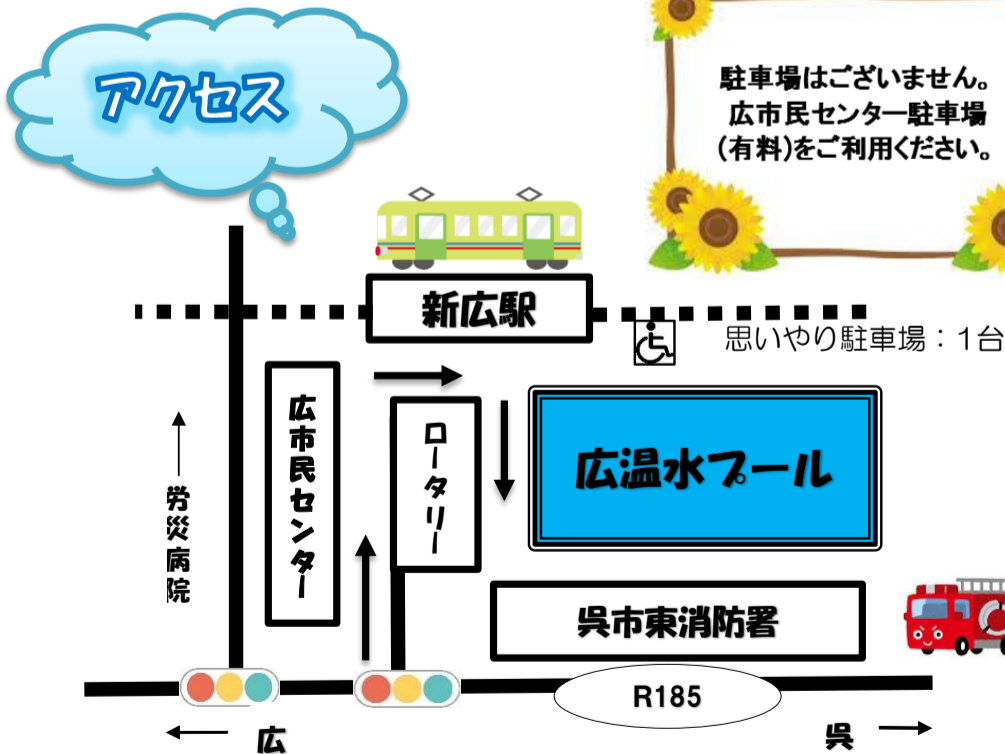 アクセス
駐車場はございません。
広市民センター駐車場
(有料)をご利用ください。
新広駅
思いやり駐車場：1台
広市民センター
ロータリー
広温水プール
労災病院
呉市東消防署
R185
広
呉